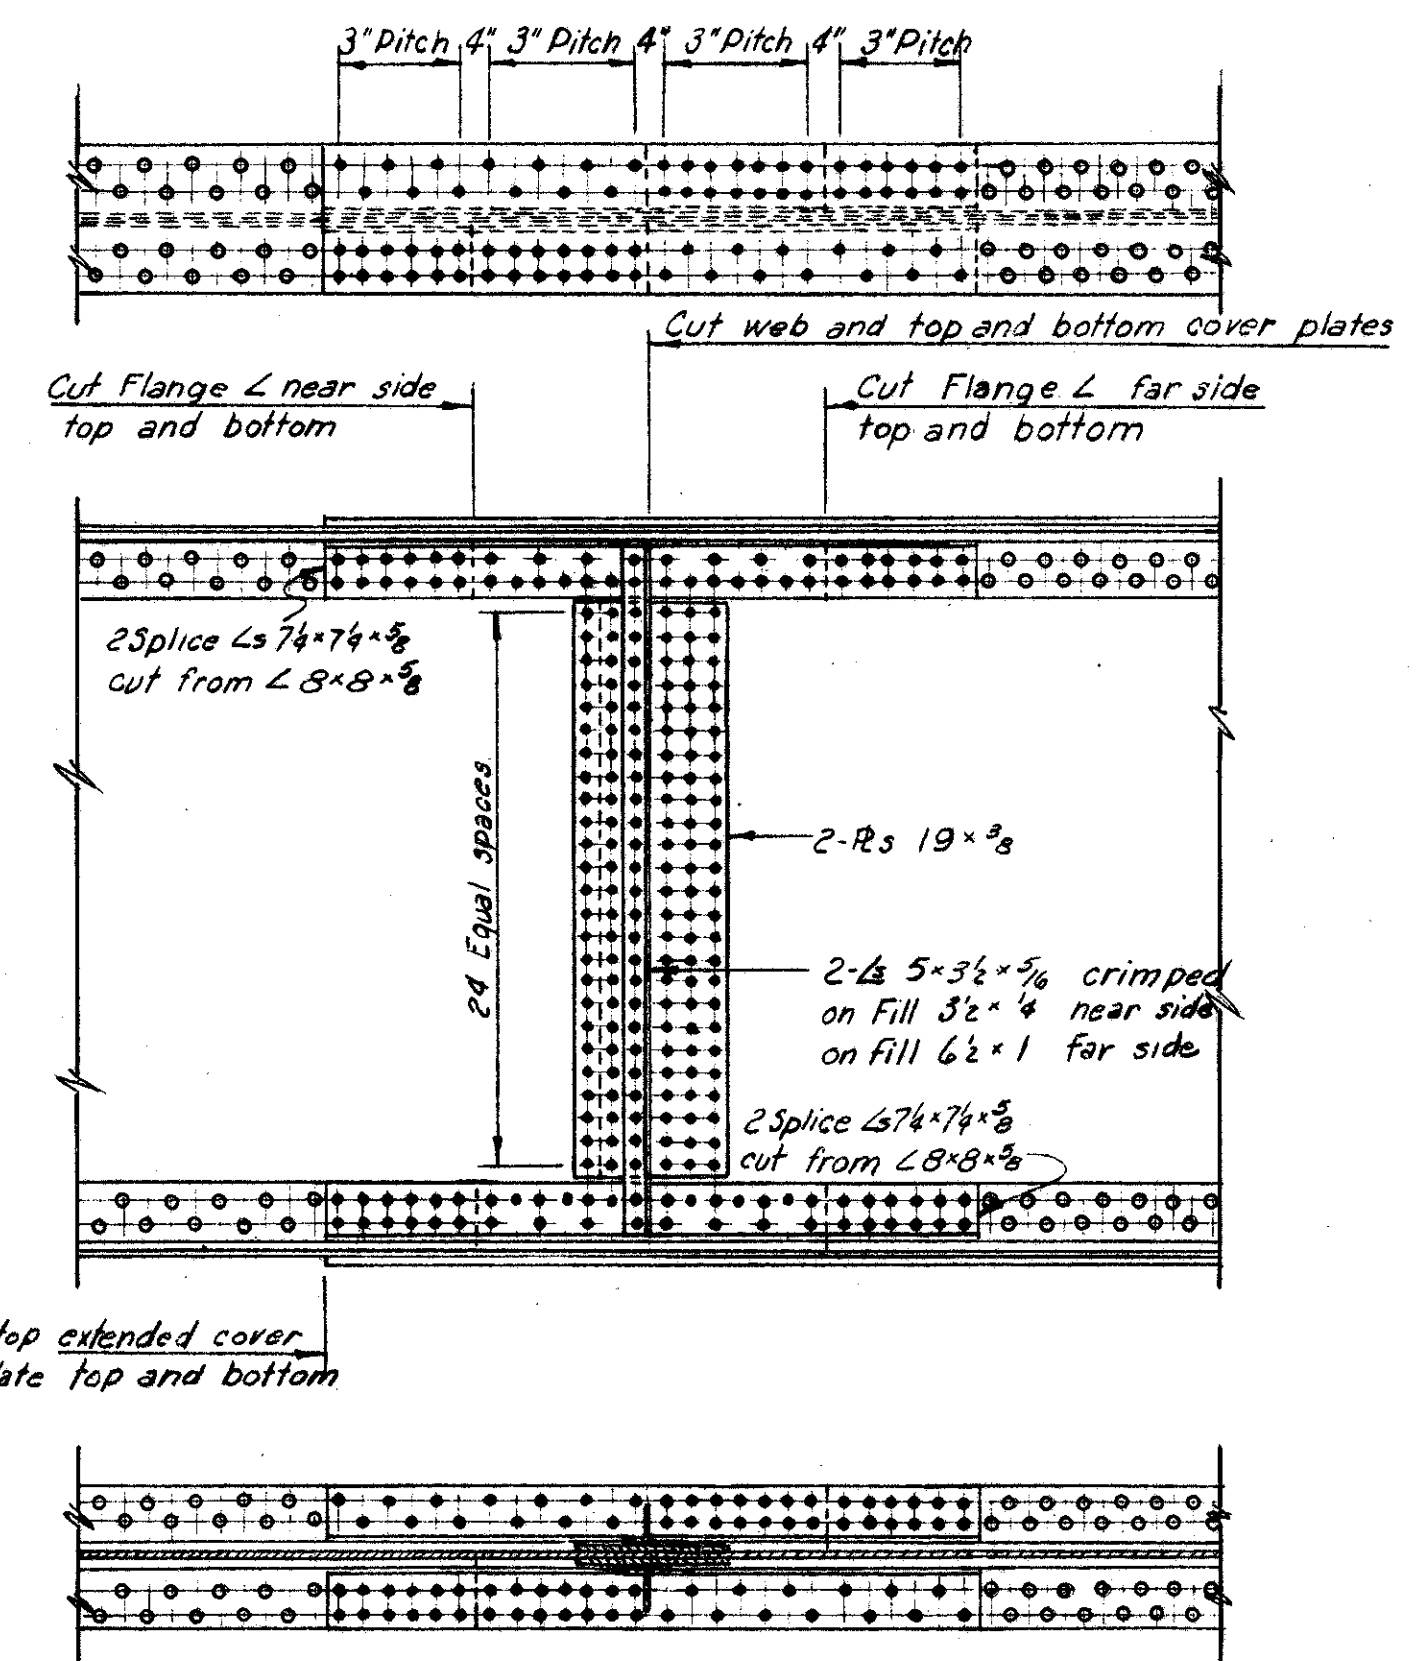 3" Pitch 4" 3" Pitch 4" 3" Pitch 4" 3" Pitch
Cut web and top and bottom cover plates
Cut Flange ∠ near side
top and bottom
Cut Flange ∠ far side
top and bottom
2 Splice ∠s 7¼ × 7¼ × ⅝
cut from ∠ 8 × 8 × ⅝
24 Equal spaces
2-℄s 19 × ⅜
2-∠s 5 × 3½ × 5/16 crimped
on Fill 3½ × ¼ near side
on Fill 6½ × 1 far side
2 Splice ∠s 7¼ × 7¼ × ⅝
cut from ∠ 8 × 8 × ⅝
top extended cover
ate top and bottom